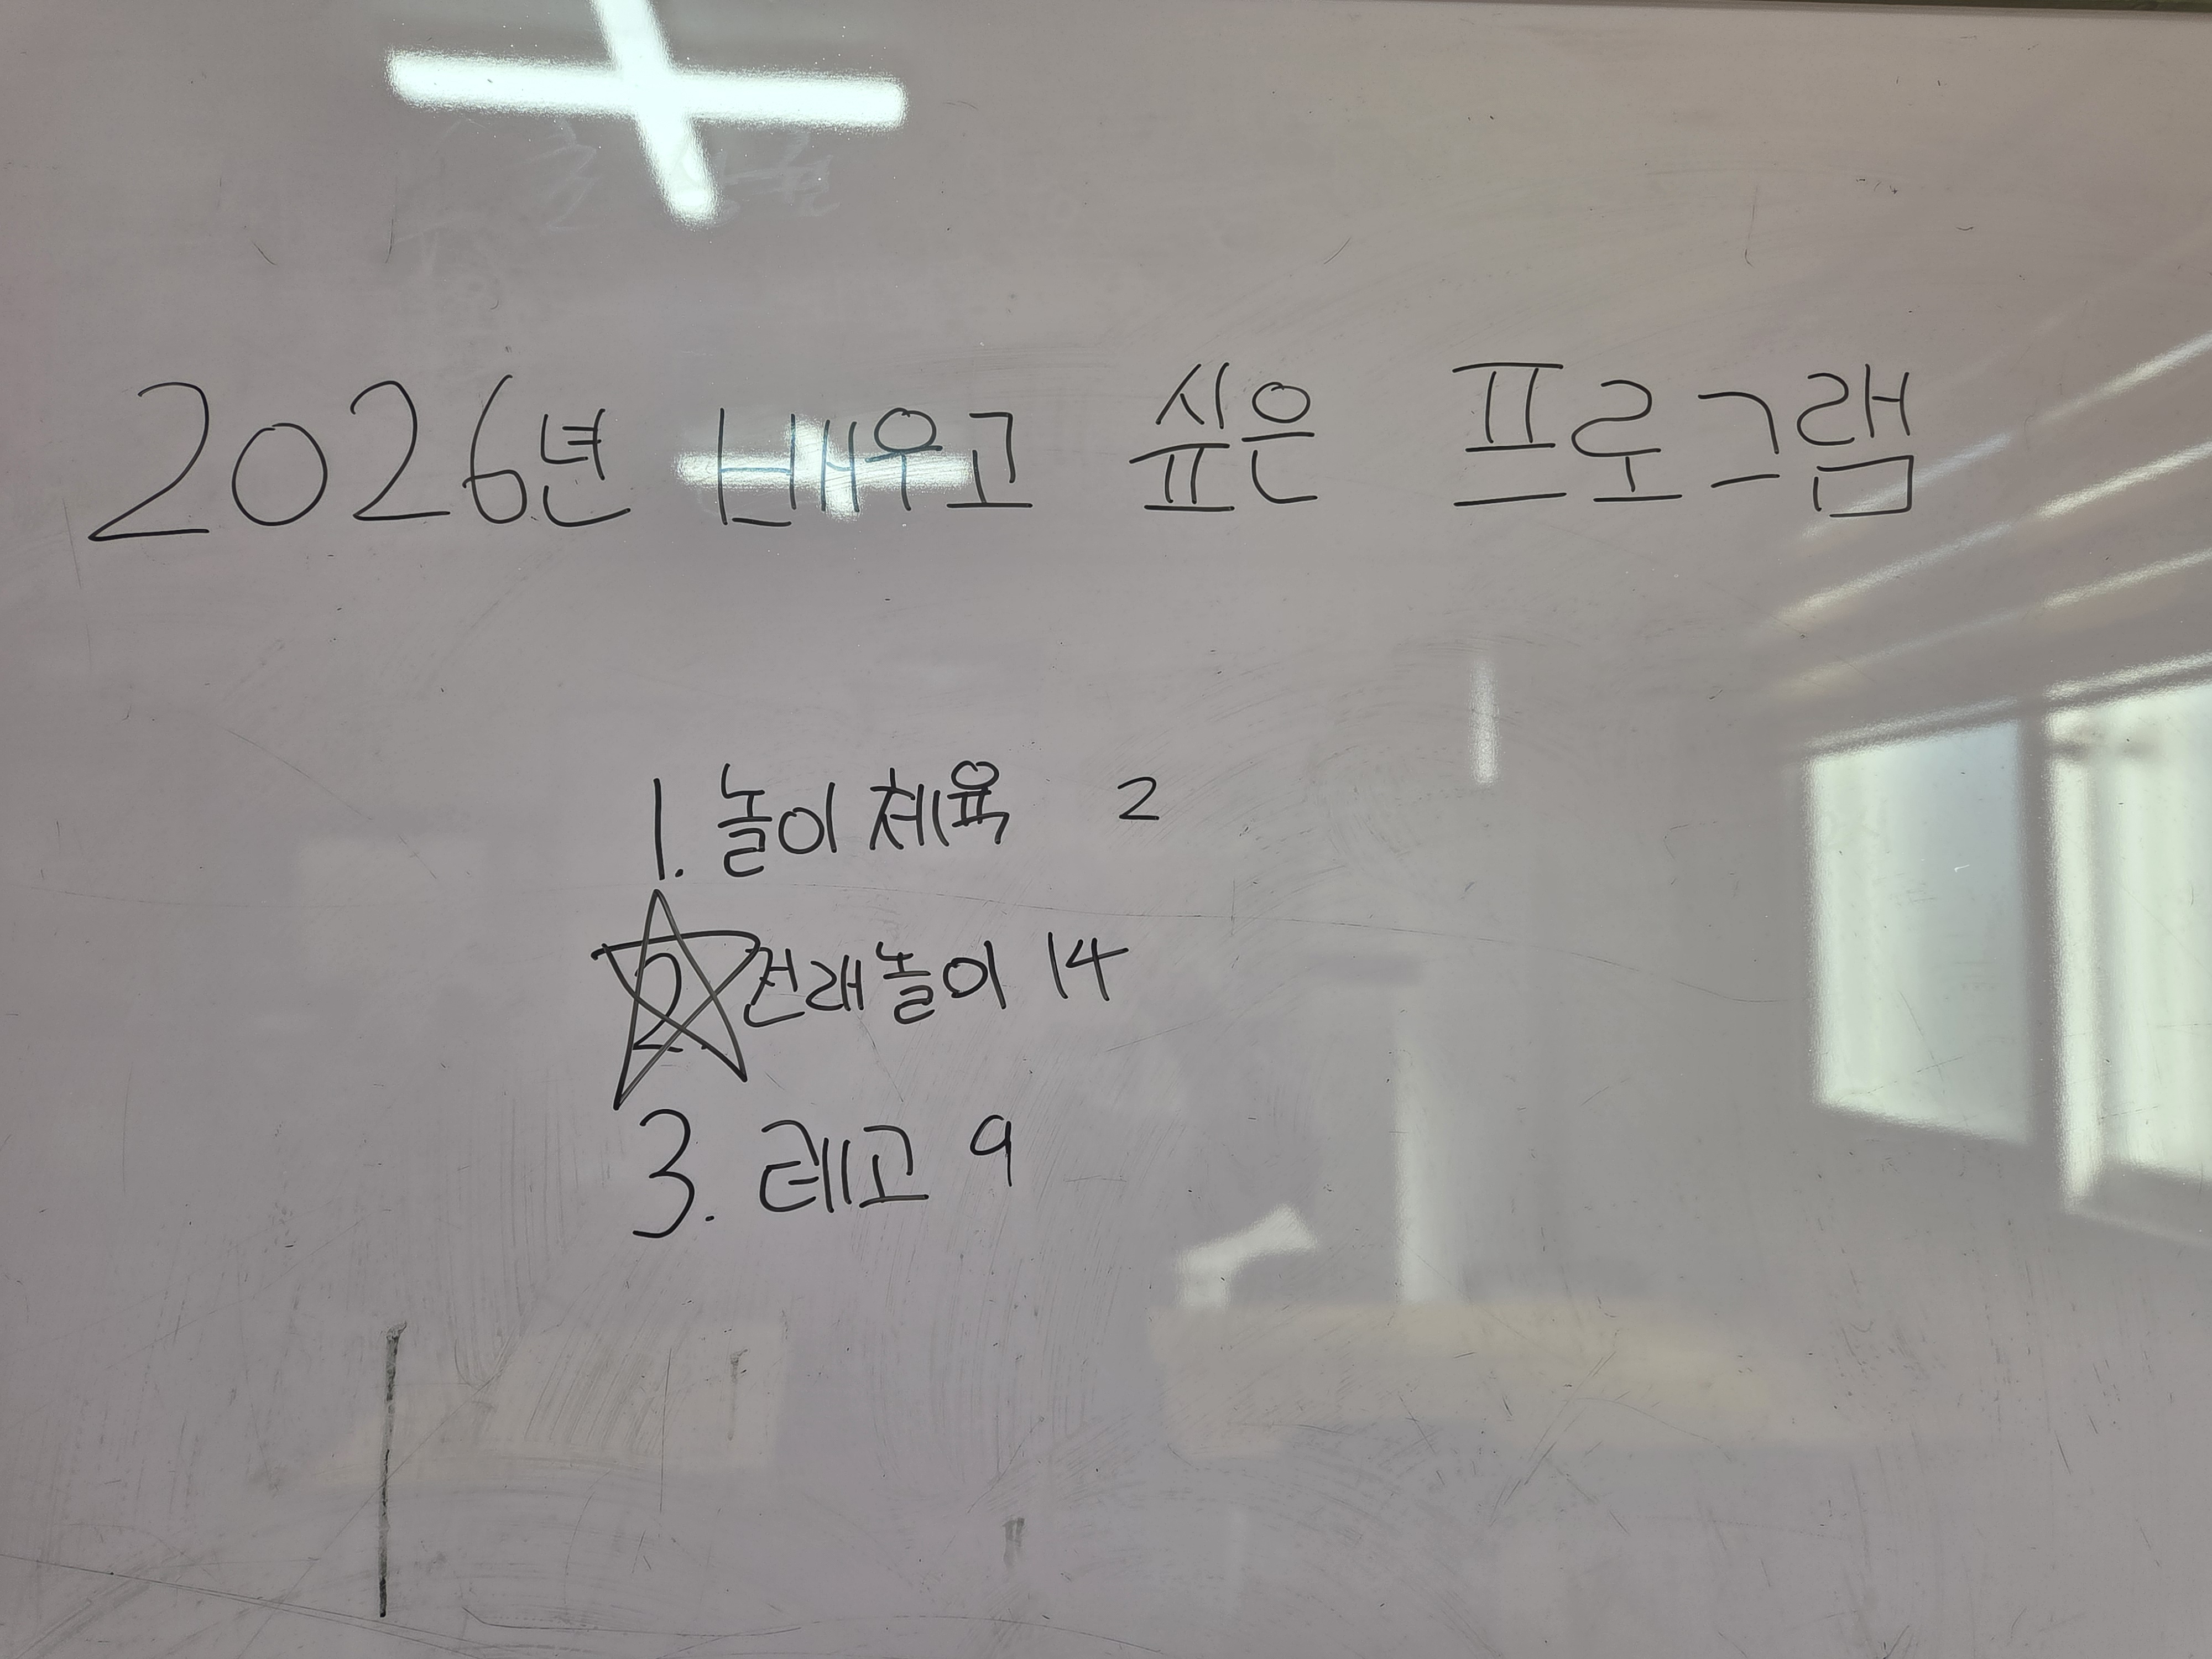 2026년 배우고 싶은 프로그램
1. 놀이 체육 2
2. 전래놀이 14
3. 레고 9